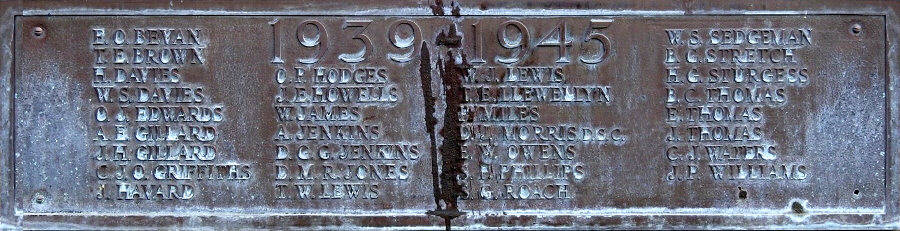 1939 1945
E. O. BEVAN
T. E. BROWN
H. DAVIES
W. S. DAVIES
O. J. EDWARDS
A. E. GILLARD
J. H. GILLARD
C. J. O. GRIFFITHS
J. HAVARD
O. P. HODGES
J. E. HOWELLS
W. JAMES
A. JENKINS
D. C. G. JENKINS
D. M. R. JONES
T. W. LEWIS
W. J. LEWIS
T. E. LLEWELLYN
MILES
MORRIS D.S.C.
E. W. OWENS
S. H. PHILLIPS
S. G. ROACH
W. S. SEDGEMAN
E. C. STRETCH
H. G. STURGESS
B. C. THOMAS
E. THOMAS
J. THOMAS
C. J. WATERS
J. P. WILLIAMS